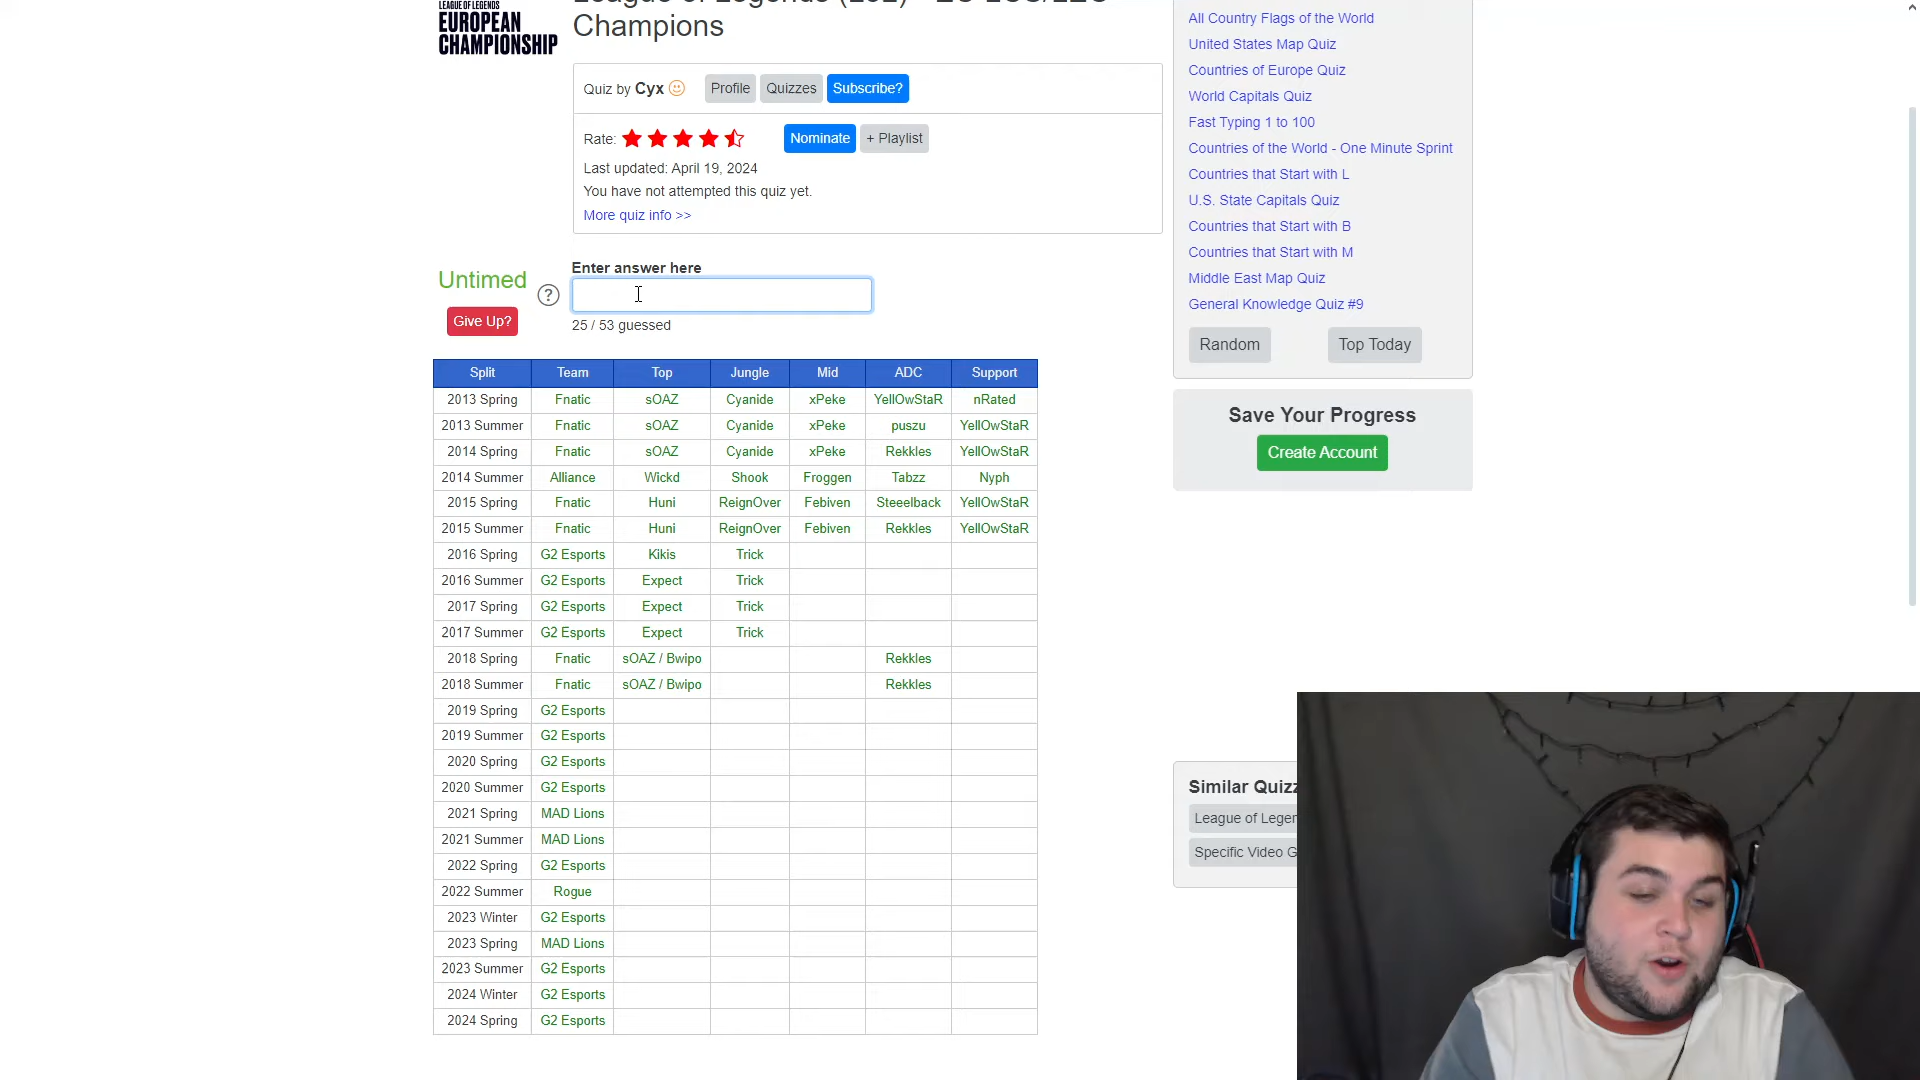 LEAGUE OF LEGENDS
EUROPEAN
CHAMPIONSHIP
Champions
Quiz by Cyx Profile Quizzes Subscribe?
Rate: Nominate + Playlist
Last updated: April 19, 2024
You have not attempted this quiz yet.
More quiz info >>
Untimed
Give Up?
?
Enter answer here
25 / 53 guessed
Split Team Top Jungle Mid ADC Support
2013 Spring Fnatic sOAZ Cyanide xPeke YellOwStaR nRated
2013 Summer Fnatic sOAZ Cyanide xPeke puszu YellOwStaR
2014 Spring Fnatic sOAZ Cyanide xPeke Rekkles YellOwStaR
2014 Summer Alliance Wickd Shook Froggen Tabzz Nyph
2015 Spring Fnatic Huni ReignOver Febiven Steeelback YellOwStaR
2015 Summer Fnatic Huni ReignOver Febiven Rekkles YellOwStaR
2016 Spring G2 Esports Kikis Trick
2016 Summer G2 Esports Expect Trick
2017 Spring G2 Esports Expect Trick
2017 Summer G2 Esports Expect Trick
2018 Spring Fnatic sOAZ / Bwipo Rekkles
2018 Summer Fnatic sOAZ / Bwipo Rekkles
2019 Spring G2 Esports
2019 Summer G2 Esports
2020 Spring G2 Esports
2020 Summer G2 Esports
2021 Spring MAD Lions
2021 Summer MAD Lions
2022 Spring G2 Esports
2022 Summer Rogue
2023 Winter G2 Esports
2023 Spring MAD Lions
2023 Summer G2 Esports
2024 Winter G2 Esports
2024 Spring G2 Esports
All Country Flags of the World
United States Map Quiz
Countries of Europe Quiz
World Capitals Quiz
Fast Typing 1 to 100
Countries of the World - One Minute Sprint
Countries that Start with L
U.S. State Capitals Quiz
Countries that Start with B
Countries that Start with M
Middle East Map Quiz
General Knowledge Quiz #9
Random Top Today
Save Your Progress
Create Account
Similar Quizz
League of Leger
Specific Video G